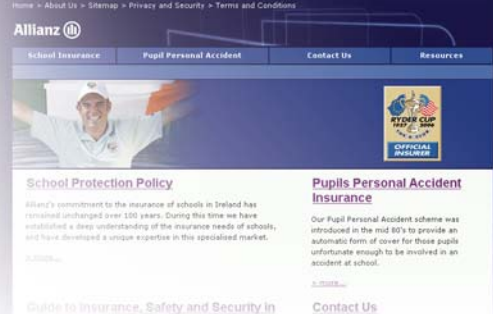 Home > About Us > Sitemap > Privacy and Security > Terms and Conditions
Allianz
School Insurance
Pupil Personal Accident
Contact Us
Resources
RYDER CUP
1927 2006
THE K CLUB
OFFICIAL
INSURER
School Protection Policy
Allianz's commitment to the insurance of schools in Ireland has
remained unchanged over 100 years. During this time we have
established a deep understanding of the insurance needs of schools,
and have developed a unique expertise in this specialised market.
> more...
Pupils Personal Accident
Insurance
Our Pupil Personal Accident scheme was
introduced in the mid 80's to provide an
automatic form of cover for those pupils
unfortunate enough to be involved in an
accident at school.
> more...
Guide to Insurance, Safety and Security in
Contact Us